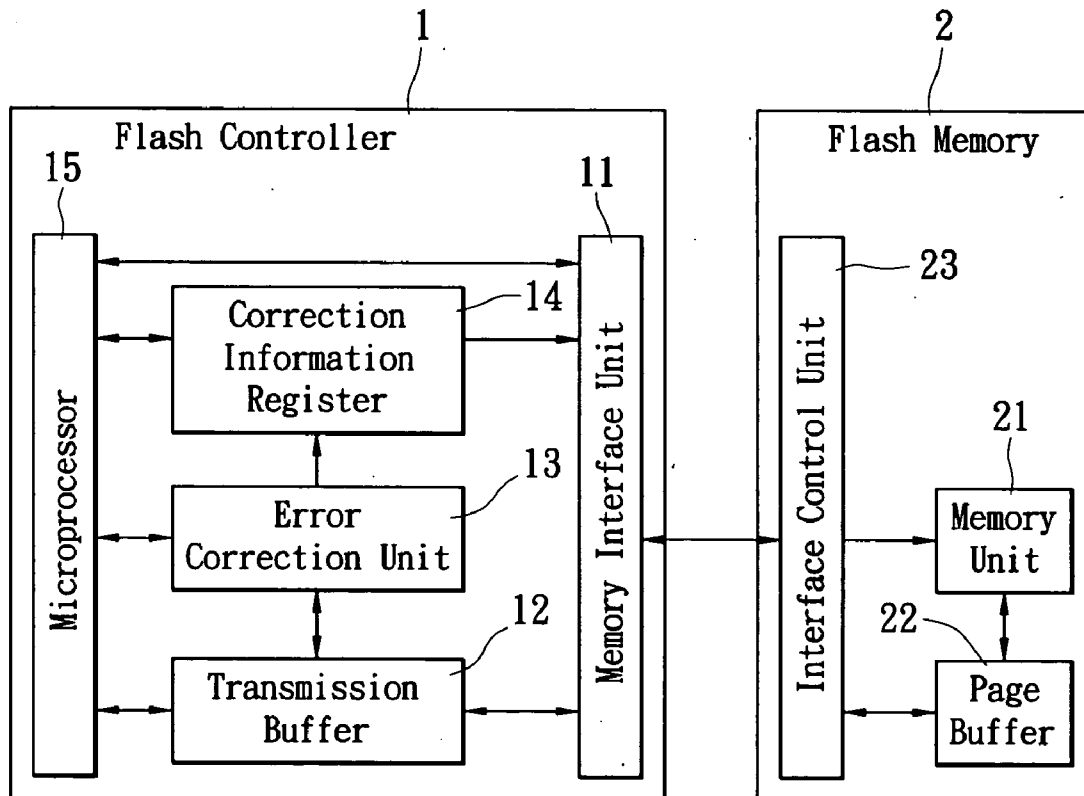 1
2
Flash Controller
Flash Memory
15
11
23
14
Correction
Information
Register
13
Error
Correction Unit
12
Transmission
Buffer
Microprocessor
Memory Interface Unit
Interface Control Unit
21
Memory
Unit
22
Page
Buffer